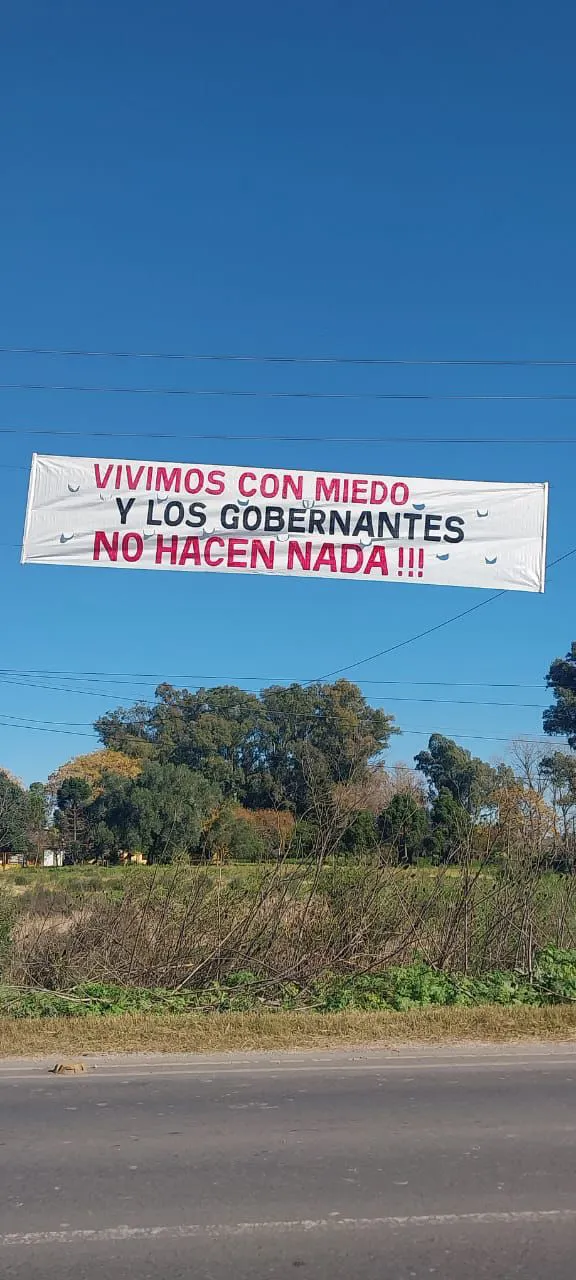 VIVIMOS CON MIEDO
Y LOS GOBERNANTES
NO HACEN NADA!!!